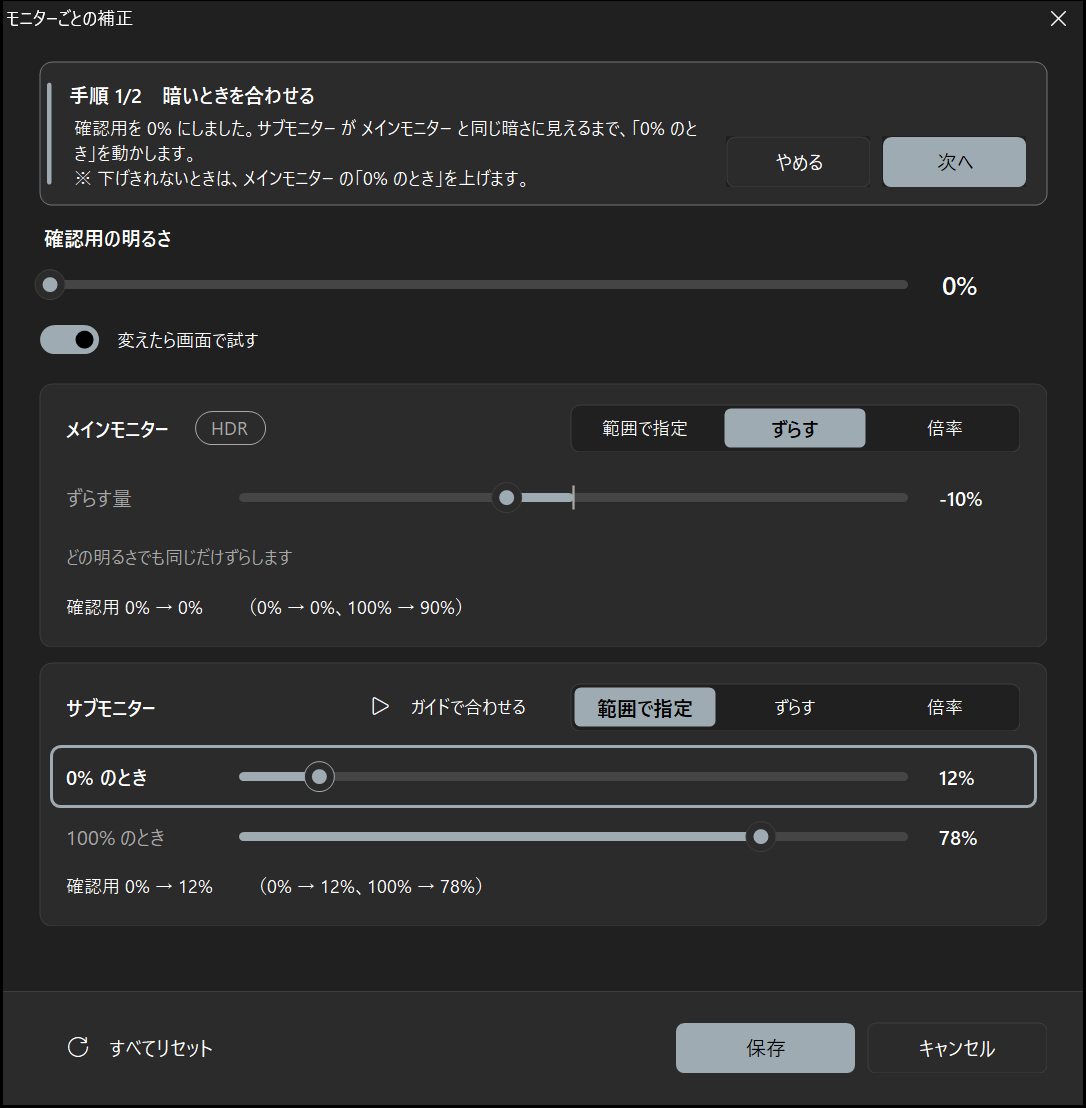 モニターごとの補正
手順 1/2　暗いときを合わせる
確認用を 0% にしました。サブモニター が メインモニター と同じ暗さに見えるまで、「0% のと
き」を動かします。
※ 下げきれないときは、メインモニター の「0% のとき」を上げます。
やめる
次へ
確認用の明るさ
0%
変えたら画面で試す
メインモニター
HDR
範囲で指定
ずらす
倍率
ずらす量
-10%
どの明るさでも同じだけずらします
確認用 0% → 0%　　（0% → 0%、100% → 90%）
サブモニター
ガイドで合わせる
範囲で指定
ずらす
倍率
0% のとき
12%
100% のとき
78%
確認用 0% → 12%　　（0% → 12%、100% → 78%）
すべてリセット
保存
キャンセル